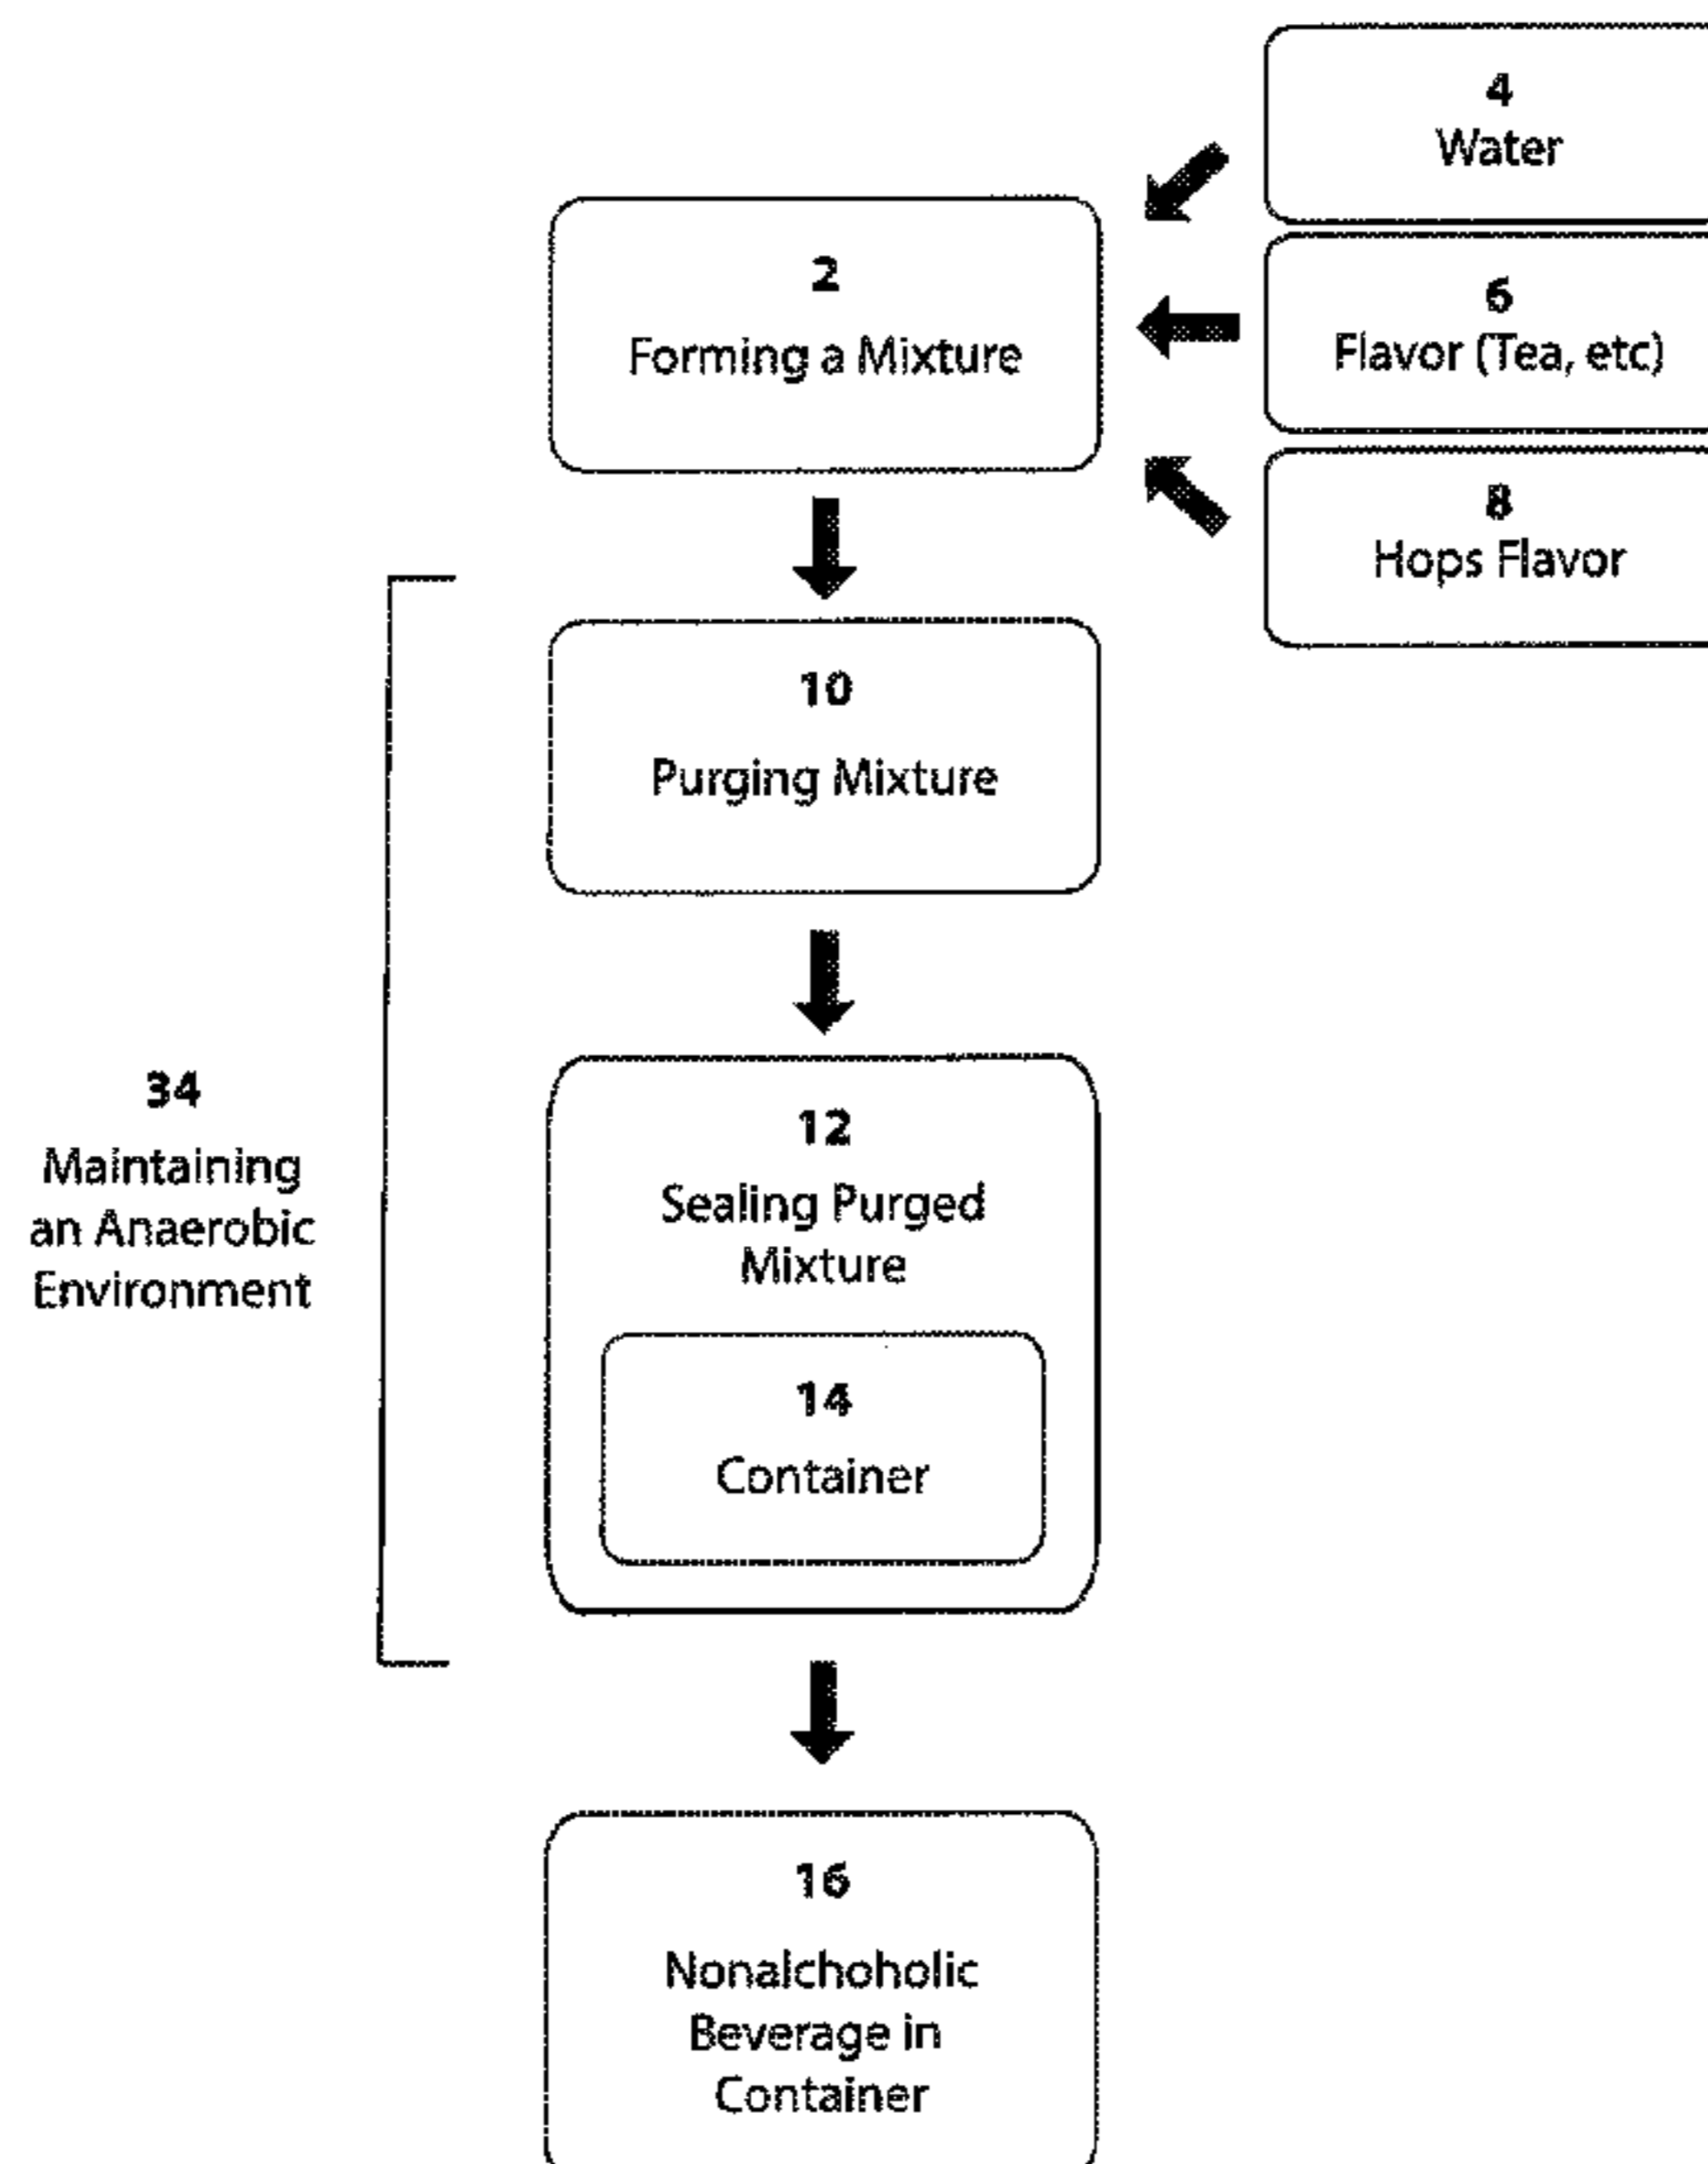 4
Water
2
Forming a Mixture
6
Flavor (Tea, etc)
8
Hops Flavor
10
Purging Mixture
34
Maintaining
an Anaerobic
Environment
12
Sealing Purged
Mixture
14
Container
16
Nonalchoholic
Beverage in
Container